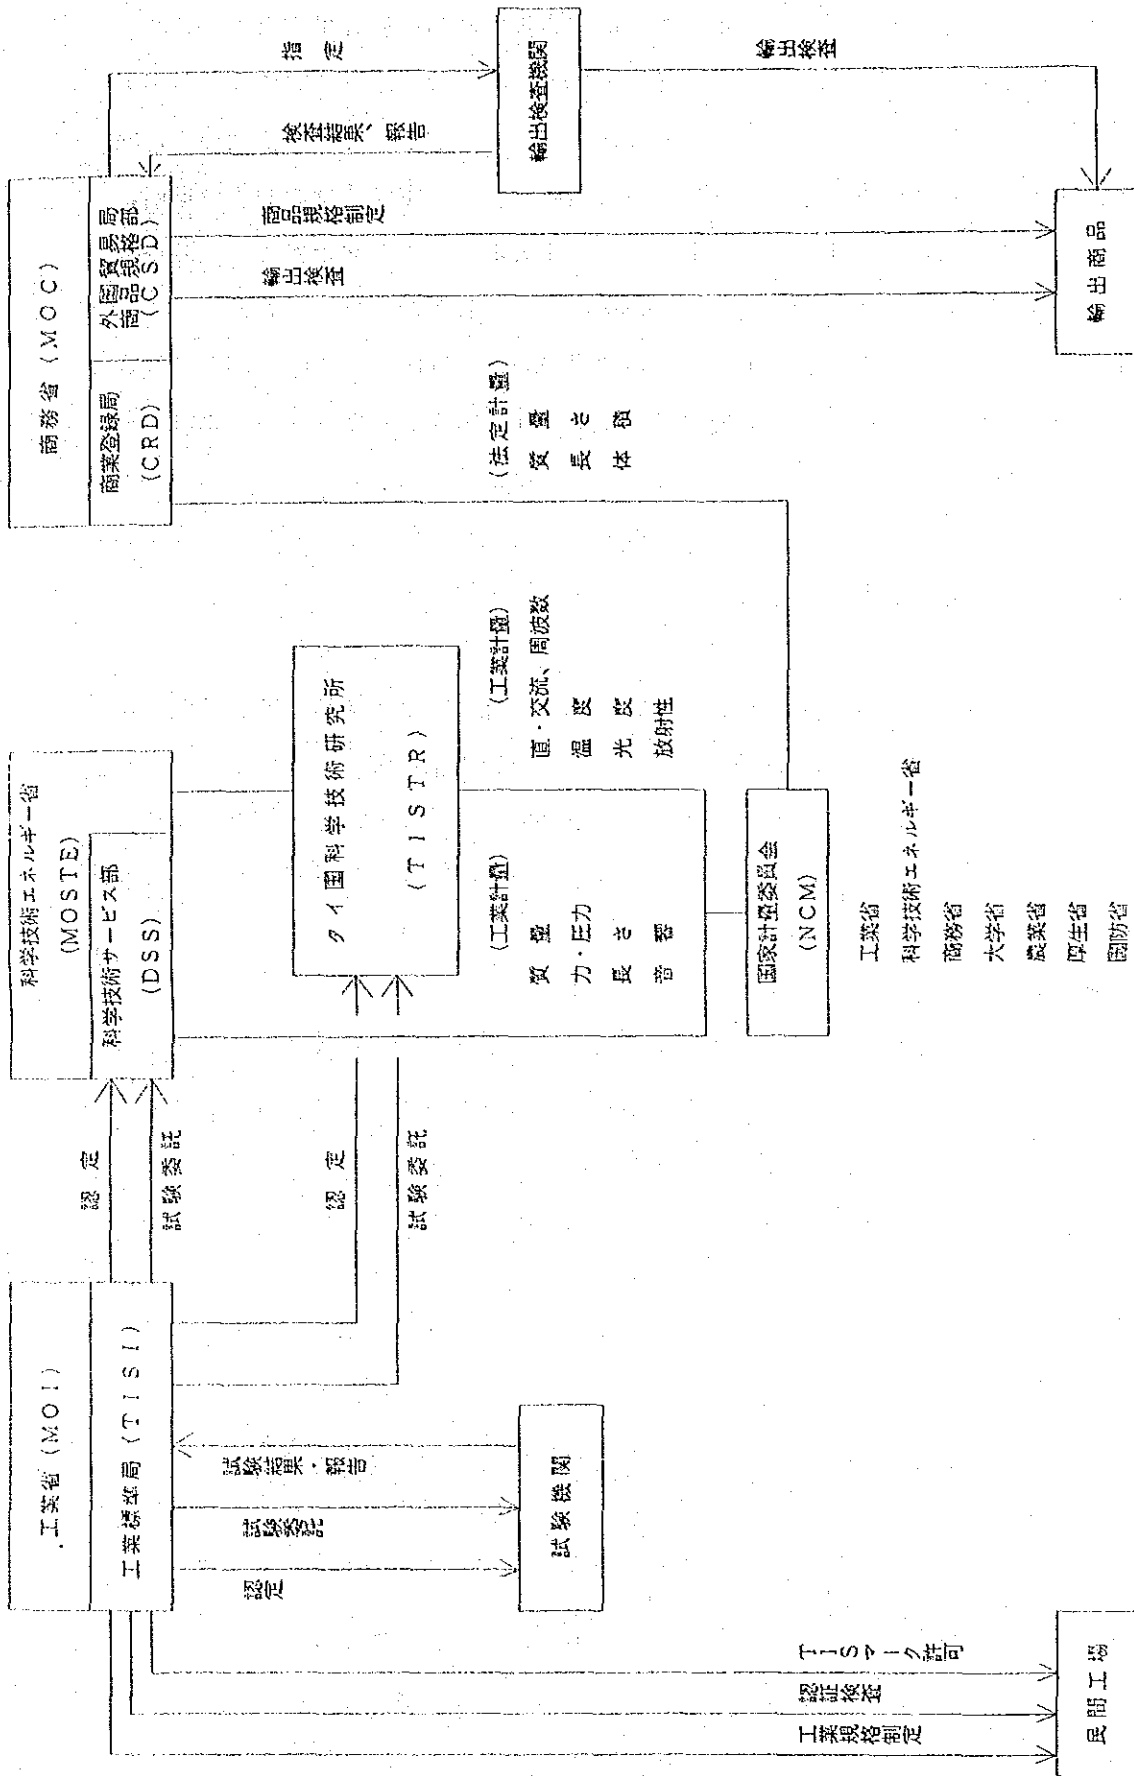 工業省(MOI)
工業標準局(TISI)
認定
試験委託
認定
試験委託
試験結果・報告
試験委託
認定
試験機関
TISマーク許可
認証検査
工業規格制定
民間工場
科学技術エネルギー省
(MOSTE)
科学技術サービス部
(DSS)
タイ国科学技術研究所
(TISTR)
(工業計量)
質量
力・圧力
長さ
音響
(工業計量)
直・交流、周波数
温度
光度
放射性
国家計量委員会
(NCM)
工業省
科学技術エネルギー省
商務省
大学省
農業省
厚生省
国防省
商務省(MOC)
商業登録局
(CRD)
外国貿易局
商品規格部
(CSD)
(法定計量)
質量
長さ
体積
指定
検査結果、報告
輸出検査機関
輸出検査
商品規格制定
輸出検査
輸出商品